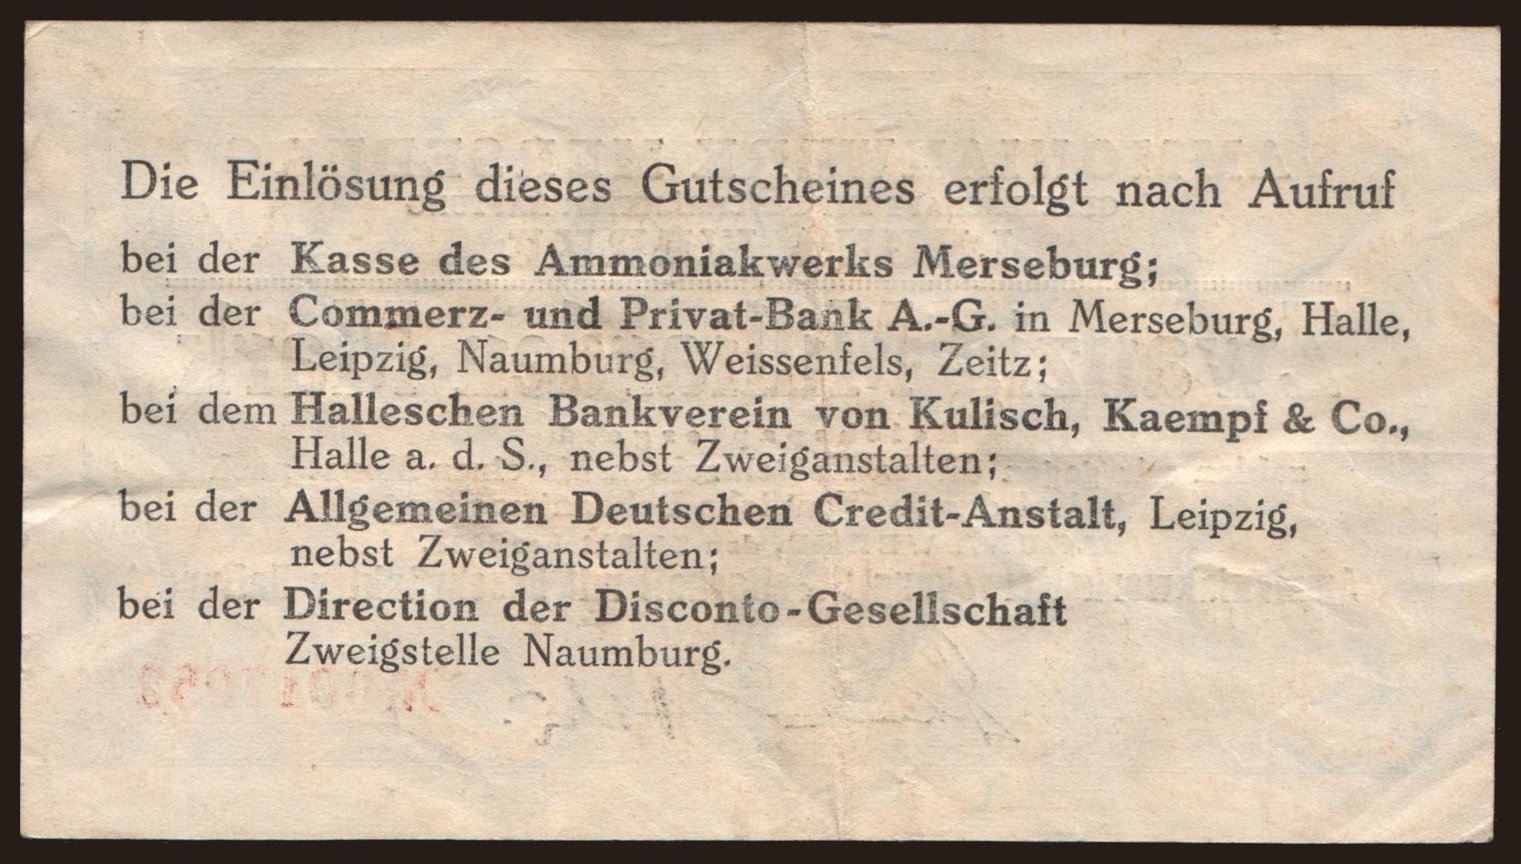 Die Einlösung dieses Gutscheines erfolgt nach Aufruf
bei der Kasse des Ammoniakwerks Merseburg;
bei der Commerz- und Privat-Bank A.-G. in Merseburg, Halle,
Leipzig, Naumburg, Weissenfels, Zeitz;
bei dem Halleschen Bankverein von Kulisch, Kaempf & Co.,
Halle a. d. S., nebst Zweiganstalten;
bei der Allgemeinen Deutschen Credit-Anstalt, Leipzig,
nebst Zweiganstalten;
bei der Direction der Disconto-Gesellschaft
Zweigstelle Naumburg.